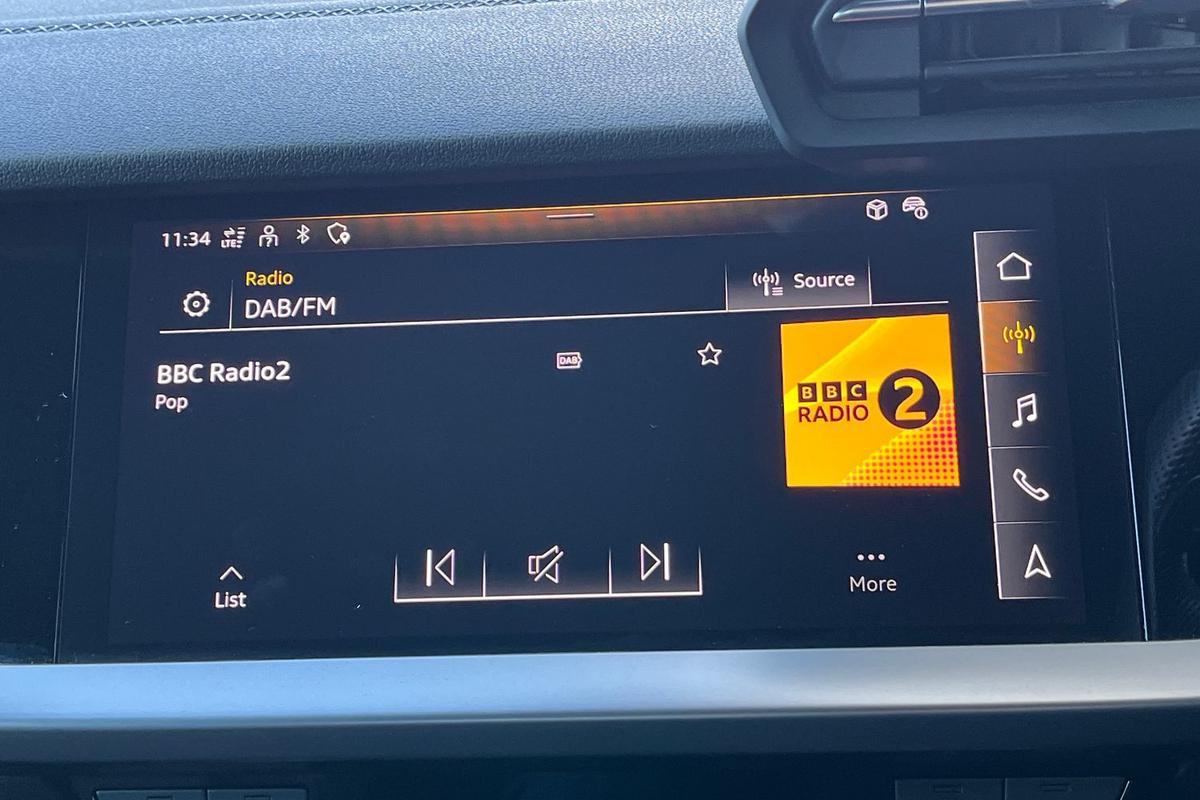 11:34 LTE
Radio
DAB/FM
Source
BBC Radio2
DAB
Pop
BBC
RADIO 2
List
More